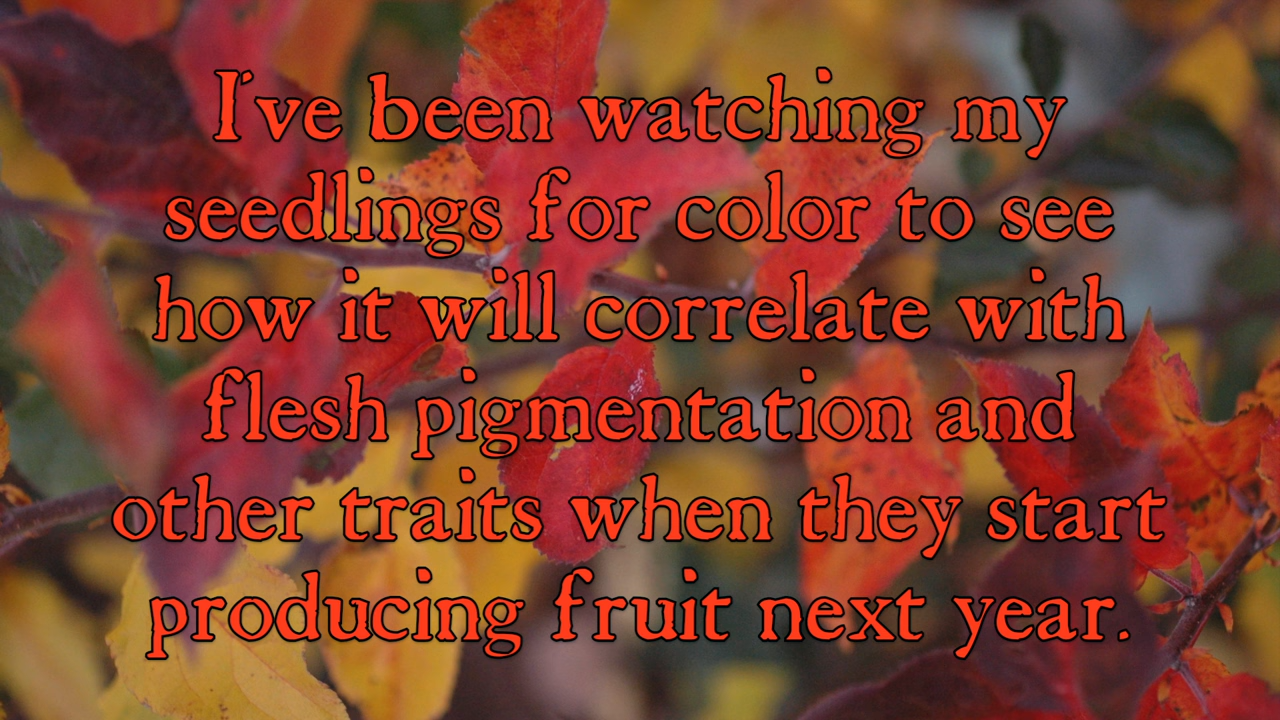 I've been watching my
seedlings for color to see
how it will correlate with
flesh pigmentation and
other traits when they start
producing fruit next year.